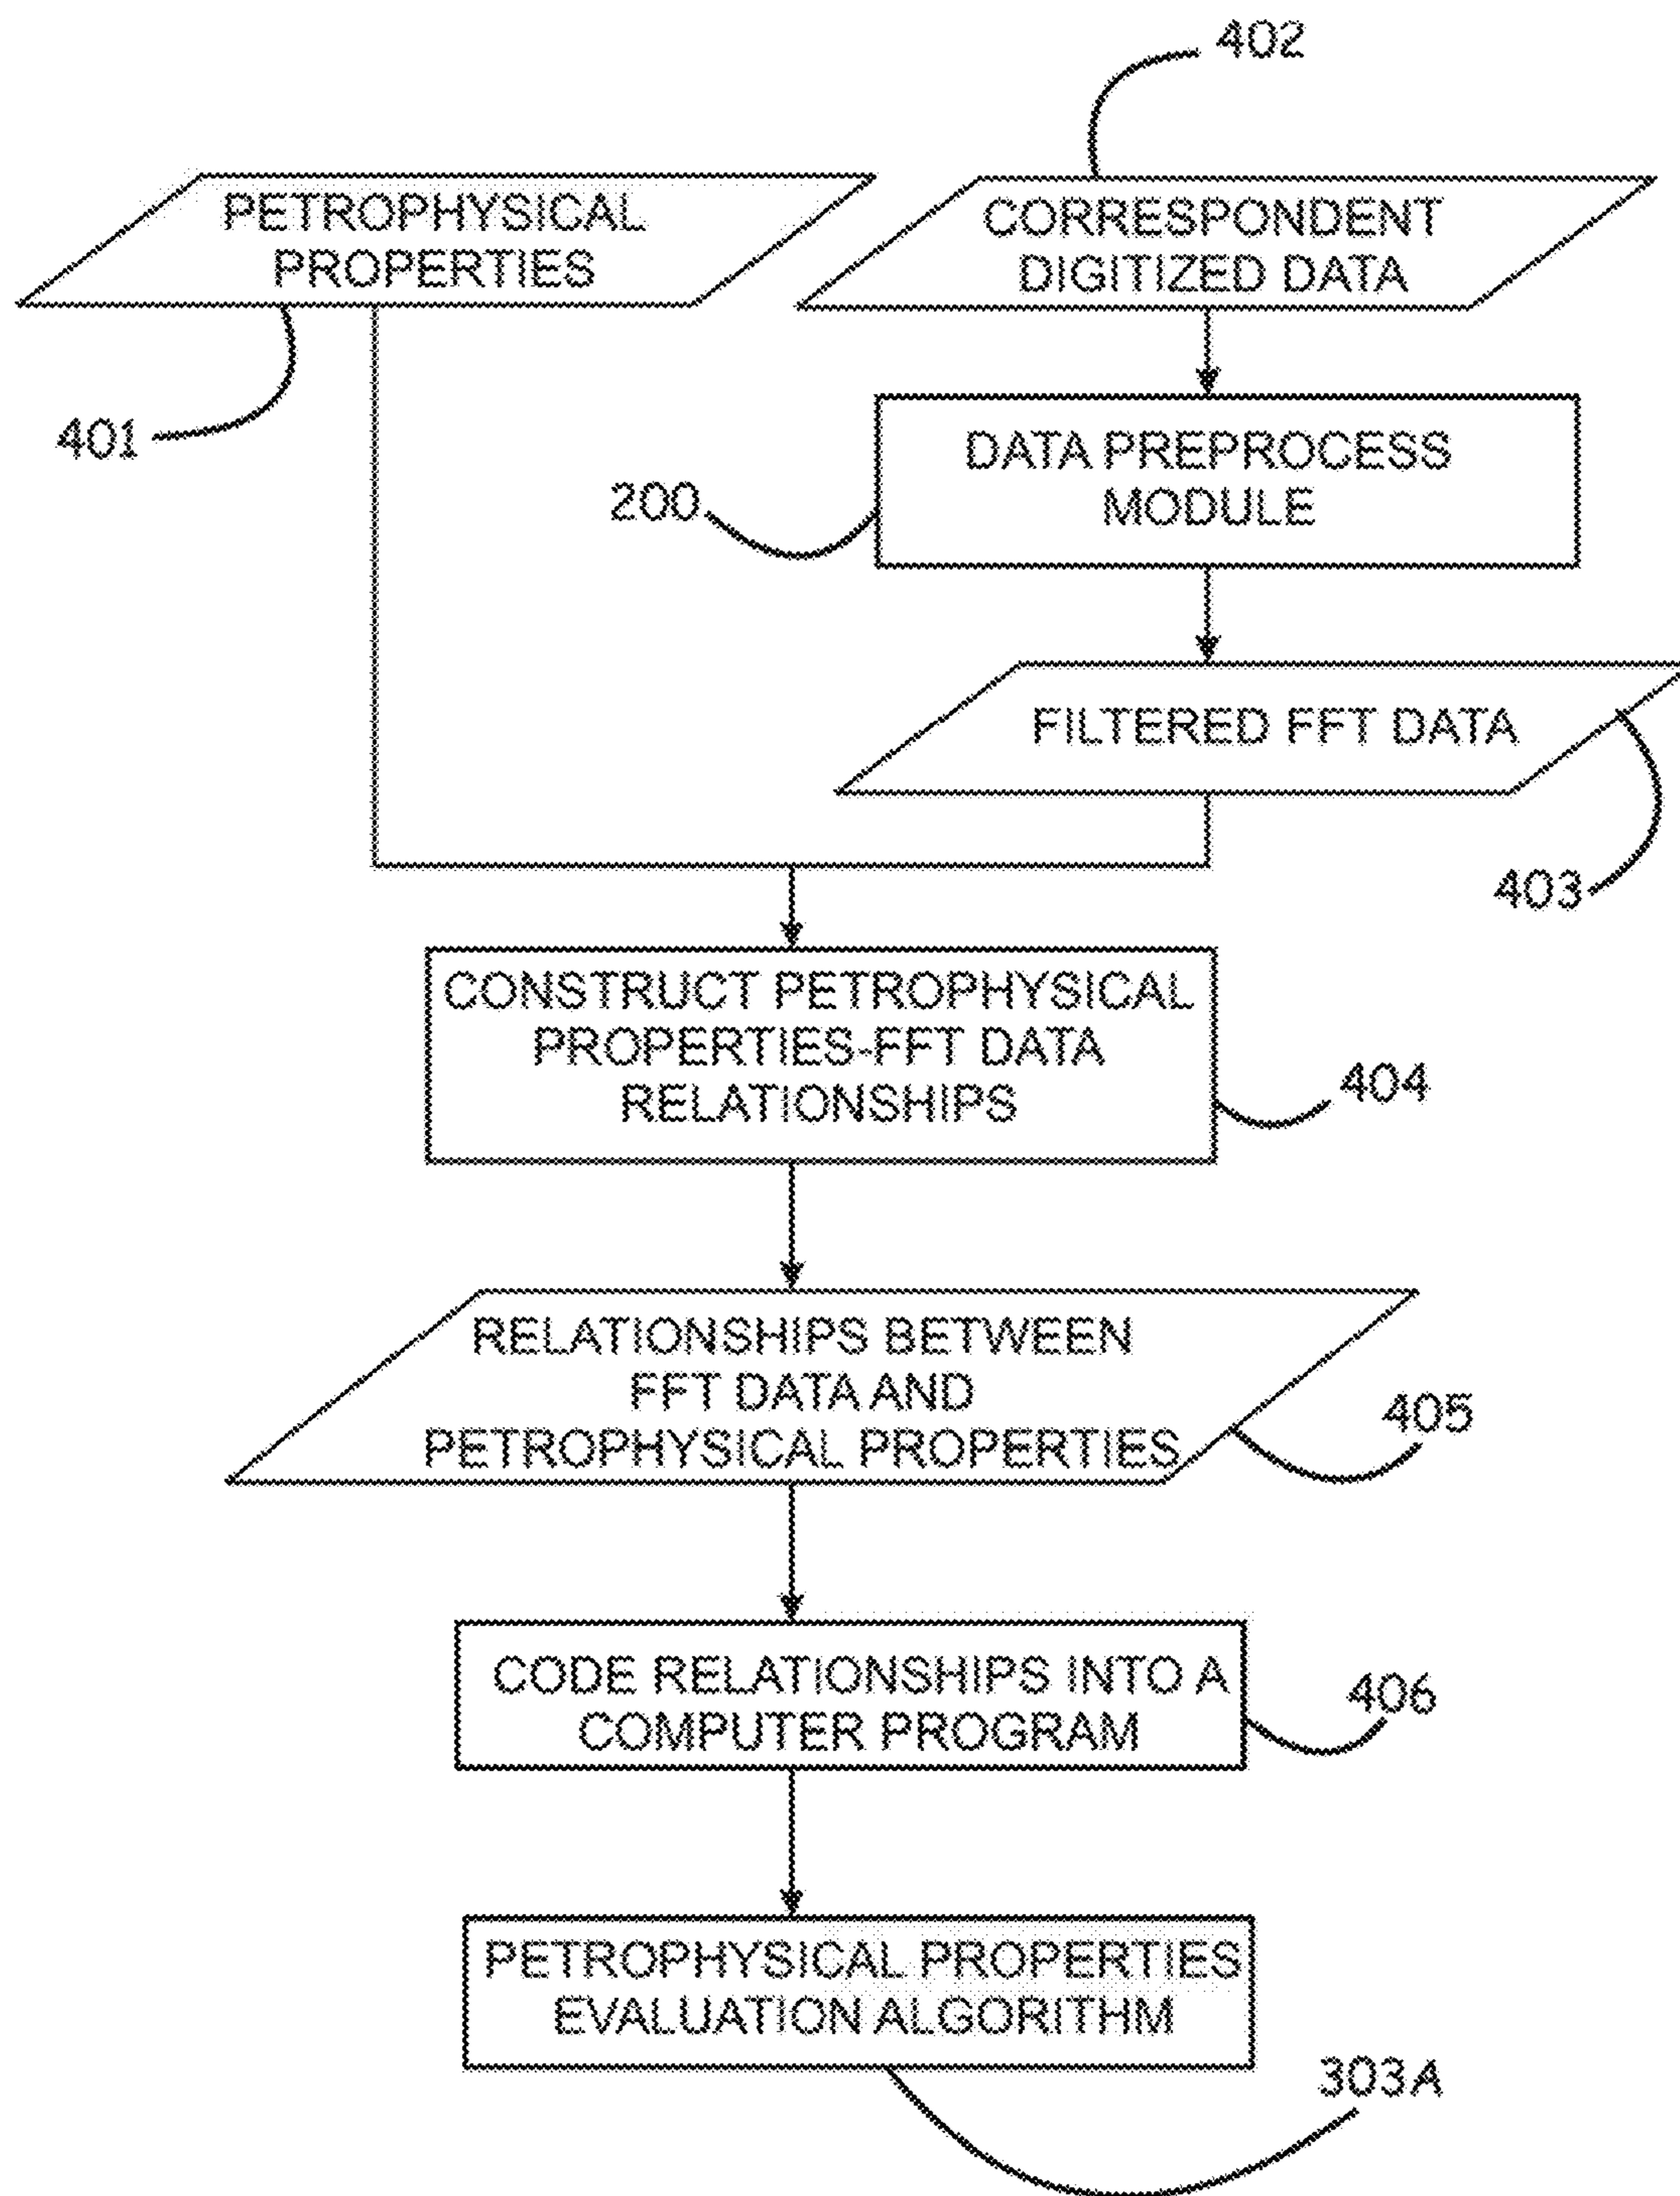 402
PETROPHYSICAL
PROPERTIES
CORRESPONDENT
DIGITIZED DATA
401
DATA PREPROCESS
MODULE
200
FILTERED FFT DATA
403
CONSTRUCT PETROPHYSICAL
PROPERTIES-FFT DATA
RELATIONSHIPS
404
RELATIONSHIPS BETWEEN
FFT DATA AND
PETROPHYSICAL PROPERTIES
405
CODE RELATIONSHIPS INTO A
COMPUTER PROGRAM
406
PETROPHYSICAL PROPERTIES
EVALUATION ALGORITHM
303A